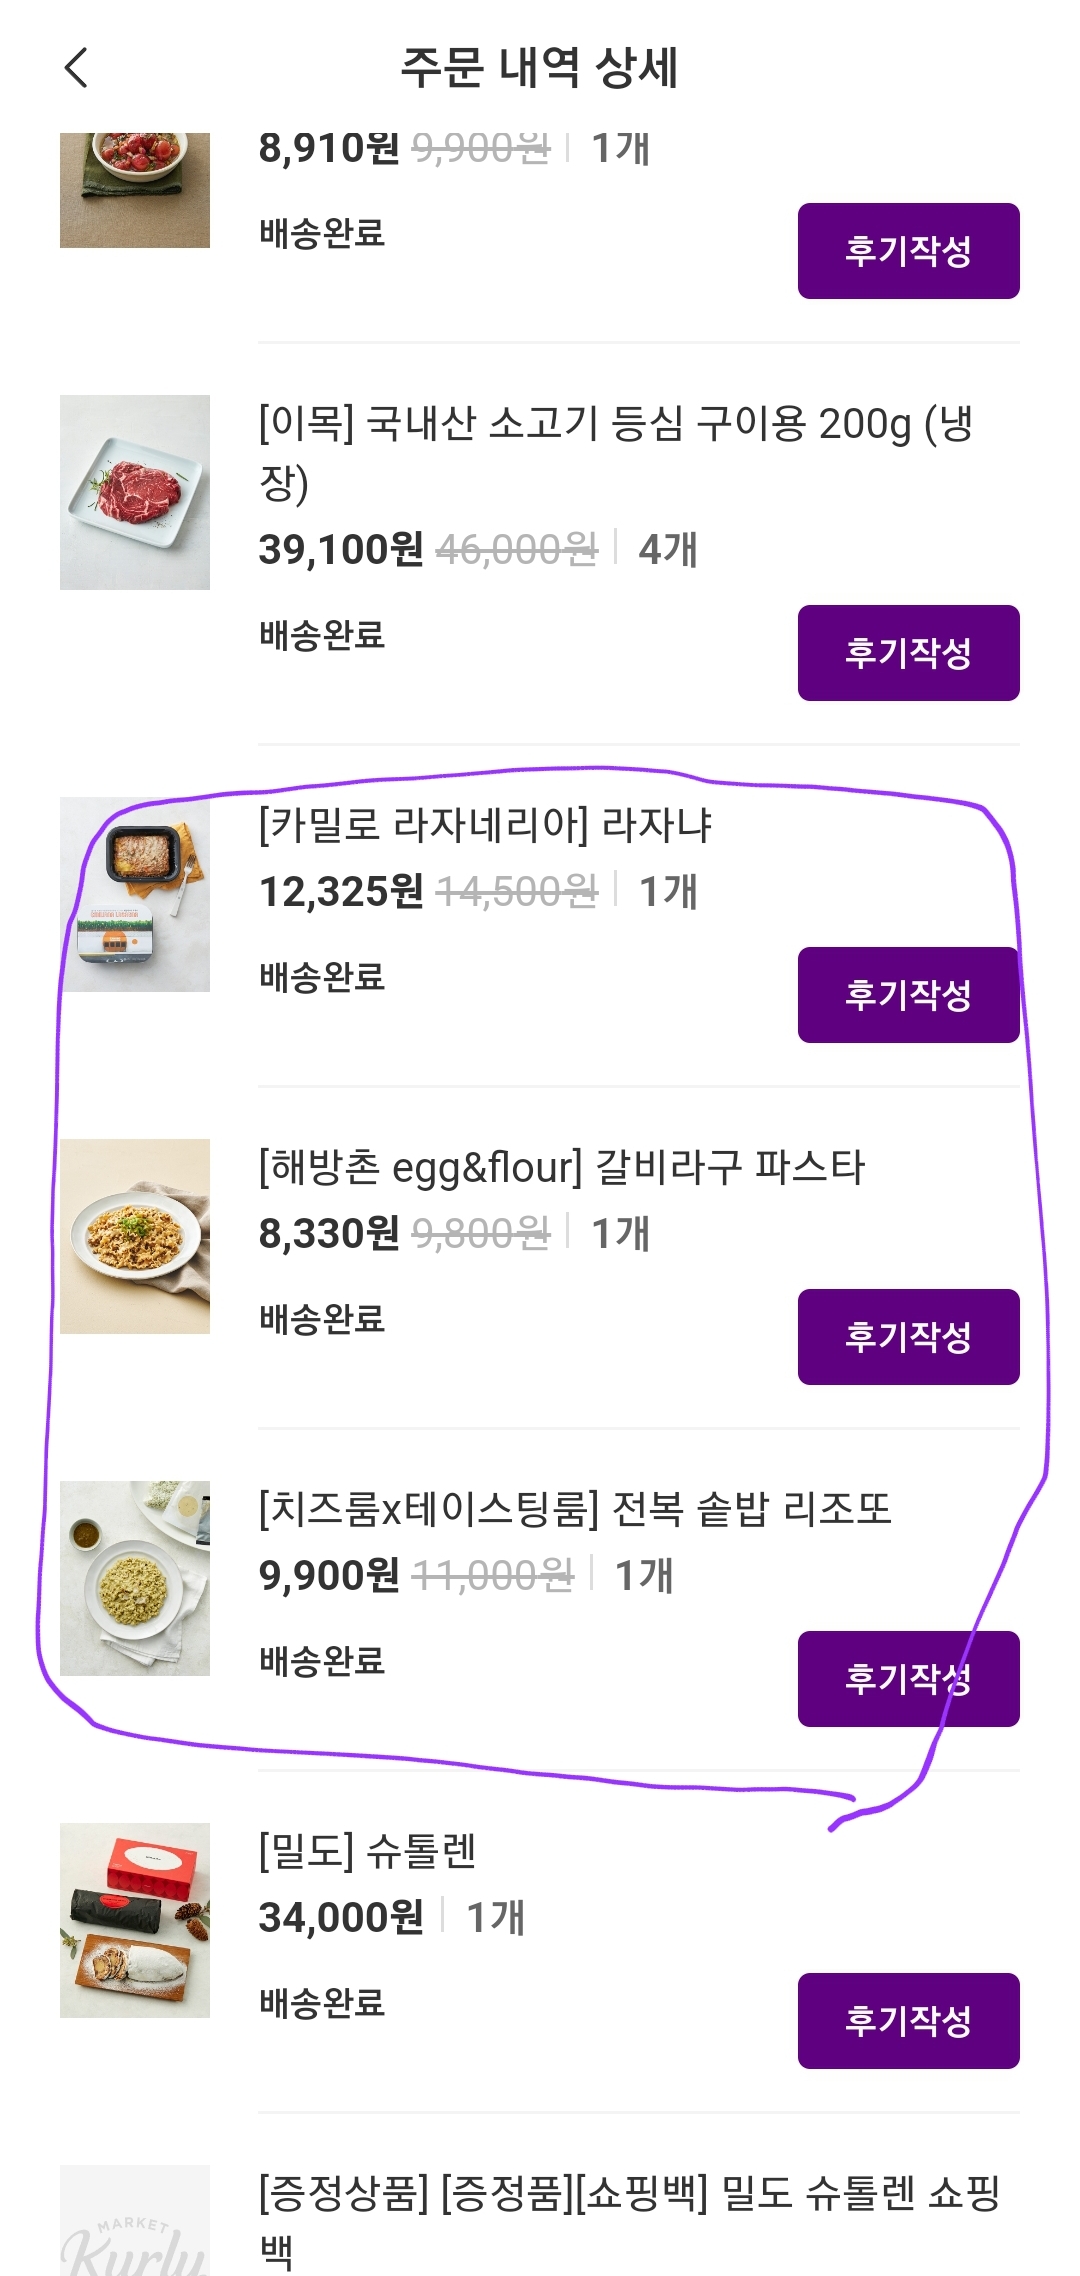 주문 내역 상세
8,910원 9,900원 1개
배송완료
후기작성
[이목] 국내산 소고기 등심 구이용 200g (냉
장)
39,100원 46,000원 4개
배송완료
후기작성
[카밀로 라자네리아] 라자냐
12,325원 14,500원 1개
배송완료
후기작성
[해방촌 egg&flour] 갈비라구 파스타
8,330원 9,800원 1개
배송완료
후기작성
[치즈룸x테이스팅룸] 전복 솥밥 리조또
9,900원 11,000원 1개
배송완료
후기작성
[밀도] 슈톨렌
34,000원 1개
배송완료
후기작성
[증정상품] [증정품][쇼핑백] 밀도 슈톨렌 쇼핑
백
MARKET
Kurly